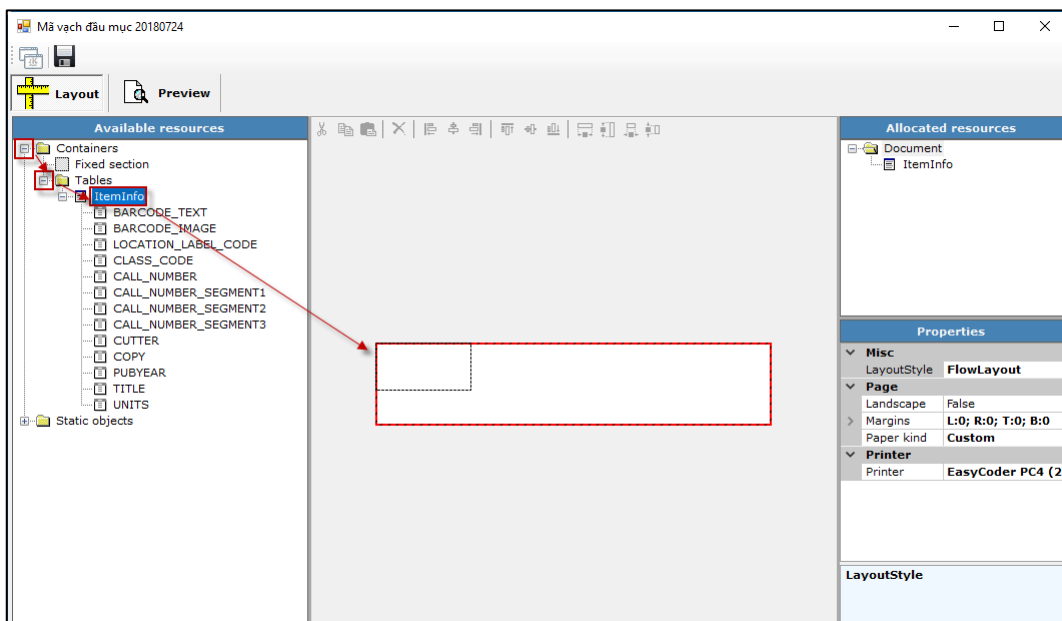 Mã vạch đầu mục 20180724
Layout
Preview
Available resources
Containers
Fixed section
Tables
ItemInfo
BARCODE_TEXT
BARCODE_IMAGE
LOCATION_LABEL_CODE
CLASS_CODE
CALL_NUMBER
CALL_NUMBER_SEGMENT1
CALL_NUMBER_SEGMENT2
CALL_NUMBER_SEGMENT3
CUTTER
COPY
PUBYEAR
TITLE
UNITS
Static objects
Allocated resources
Document
ItemInfo
Properties
Misc
LayoutStyle FlowLayout
Page
Landscape False
Margins L:0; R:0; T:0; B:0
Paper kind Custom
Printer
Printer EasyCoder PC4 (2
LayoutStyle